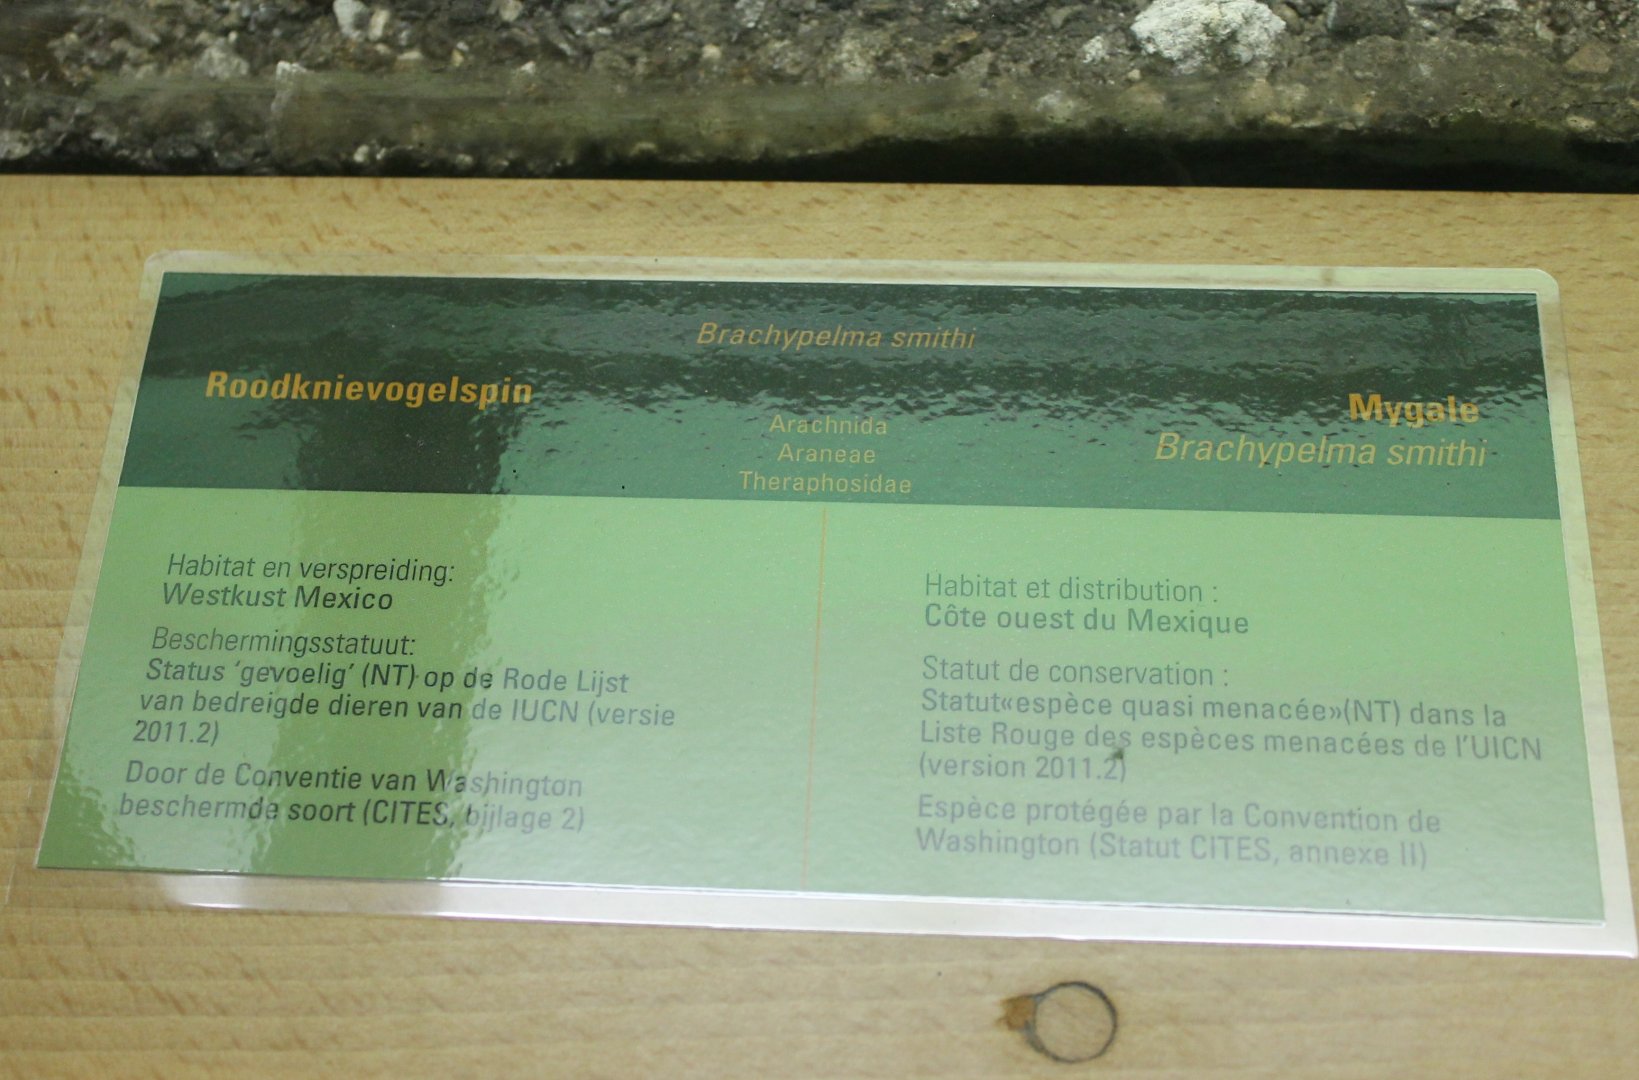 Brachypelma smithi
Roodknievogelspin
Mygale
Brachypelma smithi
Arachnida
Araneae
Theraphosidae
Habitat en verspreiding:
Westkust Mexico
Beschermingsstatuut:
Status ‘gevoelig’ (NT) op de Rode Lijst
van bedreigde dieren van de IUCN (versie
2011.2)
Door de Conventie van Washington
beschermde soort (CITES, bijlage 2)
Habitat et distribution :
Côte ouest du Mexique
Statut de conservation :
Statut«espèce quasi menacée»(NT) dans la
Liste Rouge des espèces menacées de l’UICN
(version 2011.2)
Espèce protégée par la Convention de
Washington (Statut CITES, annexe II)